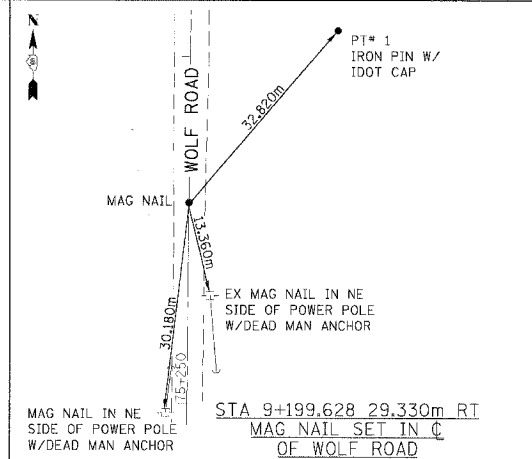 N
PT# 1
IRON PIN W/
IDOT CAP
WOLF ROAD
32.820m
MAG NAIL
13.360m
EX MAG NAIL IN NE
SIDE OF POWER POLE
W/DEAD MAN ANCHOR
30.180m
75+250
MAG NAIL IN NE
SIDE OF POWER POLE
W/DEAD MAN ANCHOR
STA 9+199.628 29.330m RT
MAG NAIL SET IN ℄
OF WOLF ROAD